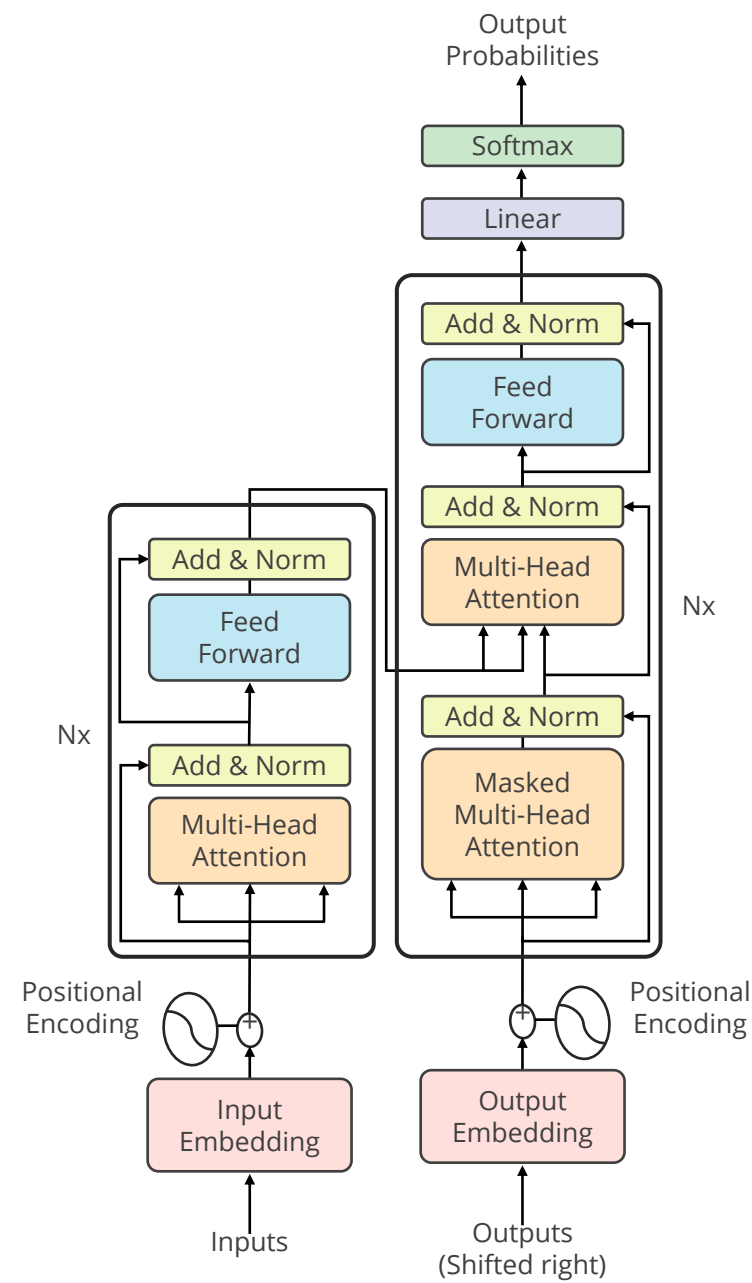 Output
Probabilities
Softmax
Linear
Add & Norm
Feed
Forward
Add & Norm
Multi-Head
Attention
Nx
Add & Norm
Masked
Multi-Head
Attention
Add & Norm
Feed
Forward
Nx
Add & Norm
Multi-Head
Attention
Positional
Encoding
+
+
Positional
Encoding
Input
Embedding
Output
Embedding
Inputs
Outputs
(Shifted right)